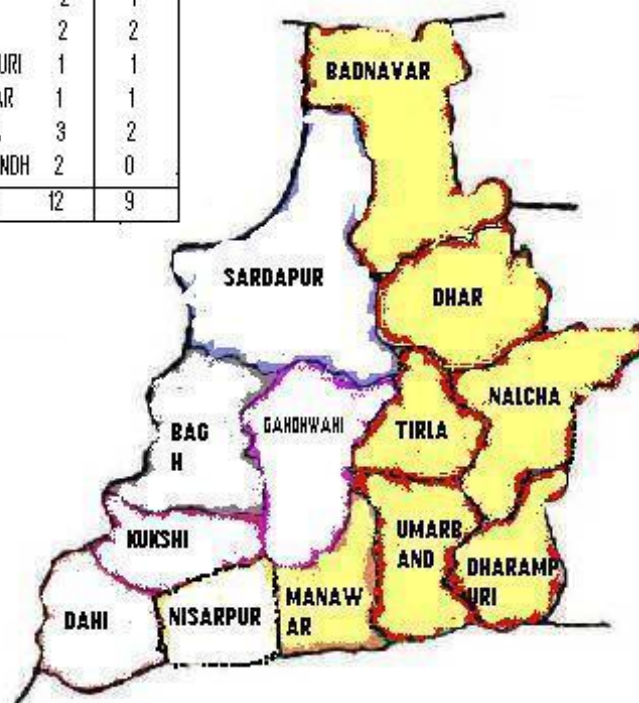 2 1
2 2
URI 1 1
AR 1 1
3 2
NDH 2 0
12 9
BADNAVAR
SARDAPUR
DHAR
NALCHA
BAG
H
GANDHWANI
TIRLA
KUKSHI
UMARB
AND
DHARAMP
URI
DAHI
NISARPUR
MANAW
AR